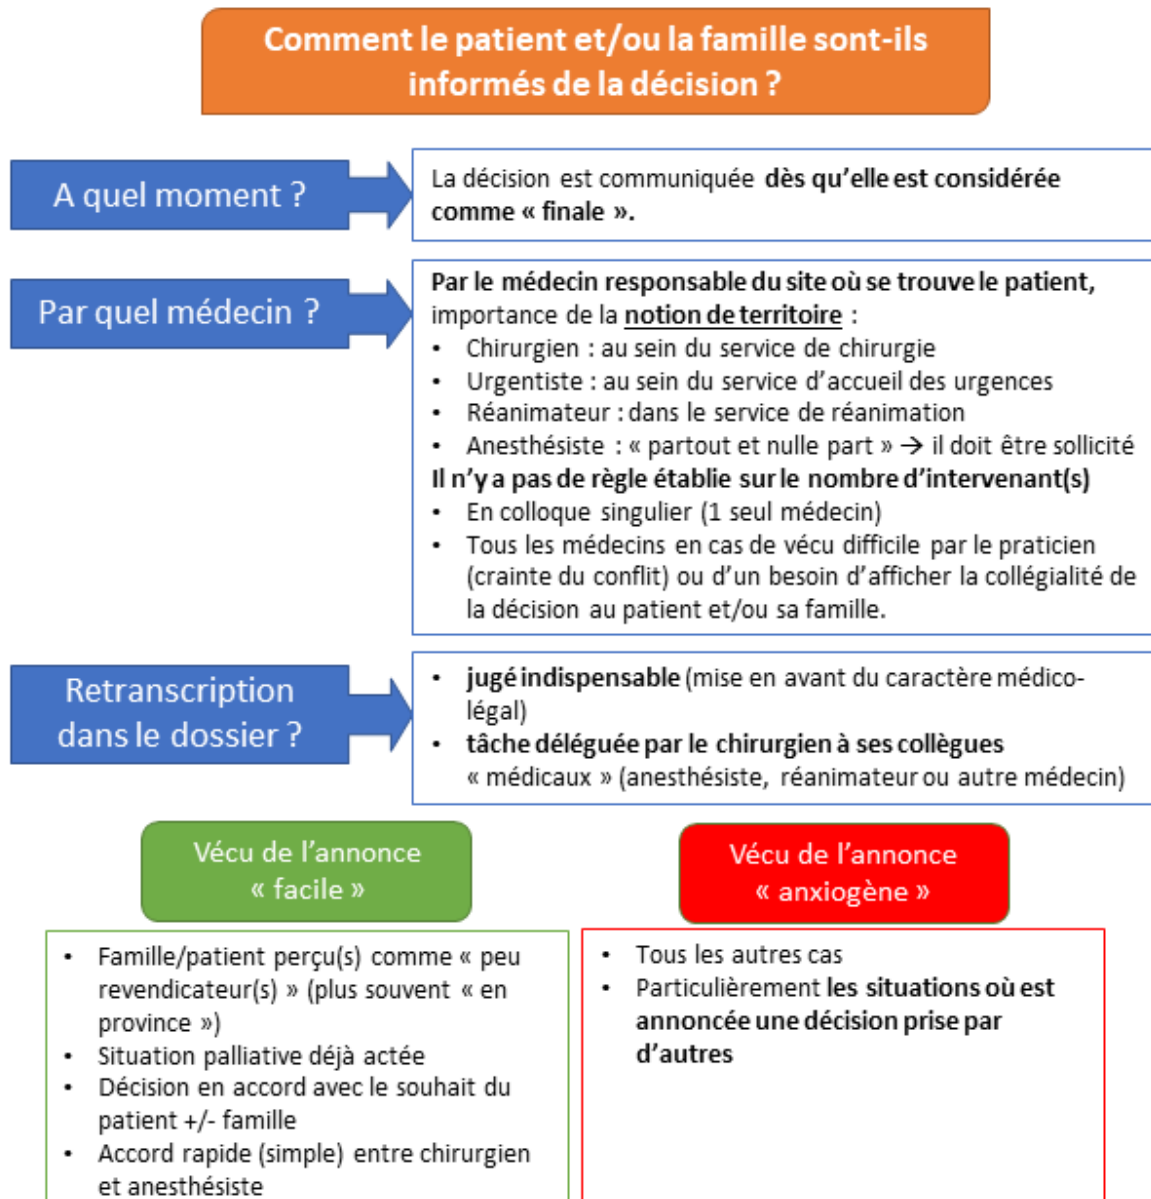 Comment le patient et/ou la famille sont-ils
informés de la décision ?
A quel moment ?
La décision est communiquée dès qu'elle est considérée
comme « finale ».
Par quel médecin ?
Par le médecin responsable du site où se trouve le patient,
importance de la notion de territoire :
• Chirurgien : au sein du service de chirurgie
• Urgentiste : au sein du service d'accueil des urgences
• Réanimateur : dans le service de réanimation
• Anesthésiste : « partout et nulle part » → il doit être sollicité
Il n'y a pas de règle établie sur le nombre d'intervenant(s)
• En colloque singulier (1 seul médecin)
• Tous les médecins en cas de vécu difficile par le praticien
(crainte du conflit) ou d'un besoin d'afficher la collégialité de
la décision au patient et/ou sa famille.
Retranscription
dans le dossier ?
• jugé indispensable (mise en avant du caractère médico-
légal)
• tâche déléguée par le chirurgien à ses collègues
« médicaux » (anesthésiste, réanimateur ou autre médecin)
Vécu de l'annonce
« facile »
• Famille/patient perçu(s) comme « peu
revendicateur(s) » (plus souvent « en
province »)
• Situation palliative déjà actée
• Décision en accord avec le souhait du
patient +/- famille
• Accord rapide (simple) entre chirurgien
et anesthésiste
Vécu de l'annonce
« anxiogène »
• Tous les autres cas
• Particulièrement les situations où est
annoncée une décision prise par
d'autres